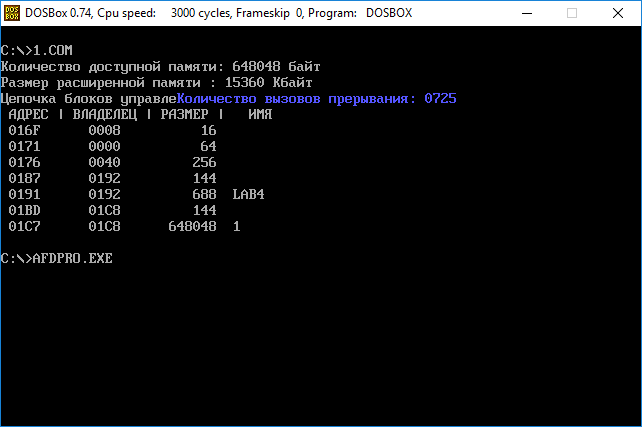 DOS
BOX
DOSBox 0.74, Cpu speed: 3000 cycles, Frameskip 0, Program: DOSBOX
C:\>1.COM
Количество доступной памяти: 648048 байт
Размер расширенной памяти : 15360 Кбайт
Цепочка блоков управлеКоличество вызовов прерывания: 0725
АДРЕС | ВЛАДЕЛЕЦ | РАЗМЕР | ИМЯ
016F 0008 16
0171 0000 64
0176 0040 256
0187 0192 144
0191 0192 688 LAB4
01BD 01C8 144
01C7 01C8 648048 1
C:\>AFDPRO.EXE